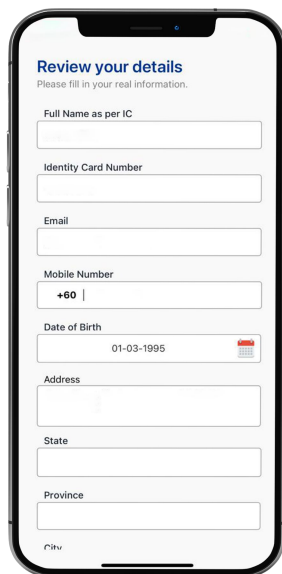 Review your details
Please fill in your real information.
Full Name as per IC
Identity Card Number
Email
Mobile Number
+60
Date of Birth
01-03-1995
Address
State
Province
City